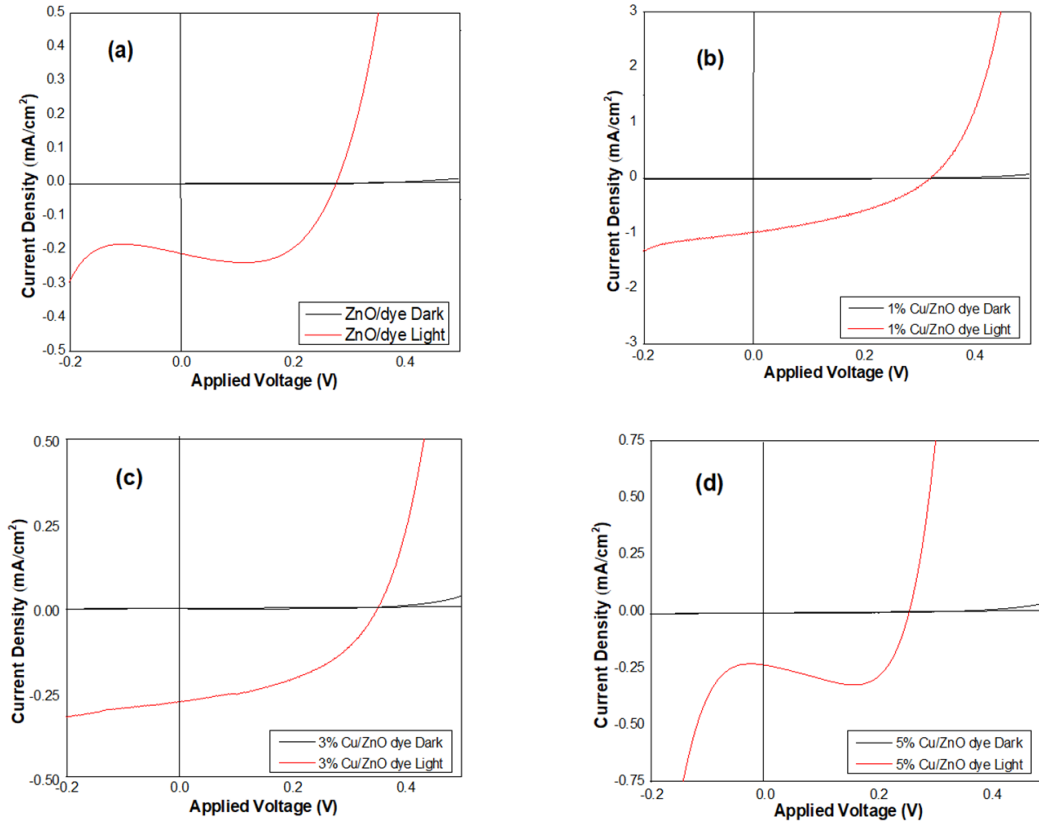 (a)
0.5
0.4
0.3
0.2
0.1
0.0
-0.1
-0.2
-0.3
-0.4
-0.5
Current Density (mA/cm²)
ZnO/dye Dark
ZnO/dye Light
-0.2
0.0
0.2
0.4
Applied Voltage (V)
(b)
3
2
1
0
-1
-2
-3
Current Density (mA/cm²)
1% Cu/ZnO dye Dark
1% Cu/ZnO dye Light
-0.2
0.0
0.2
0.4
Applied Voltage (V)
(c)
0.50
0.25
0.00
-0.25
-0.50
Current Density (mA/cm²)
3% Cu/ZnO dye Dark
3% Cu/ZnO dye Light
-0.2
0.0
0.2
0.4
Applied Voltage (V)
(d)
0.75
0.50
0.25
0.00
-0.25
-0.50
-0.75
Current Density (mA/cm²)
5% Cu/ZnO dye Dark
5% Cu/ZnO dye Light
-0.2
0.0
0.2
0.4
Applied Voltage (V)